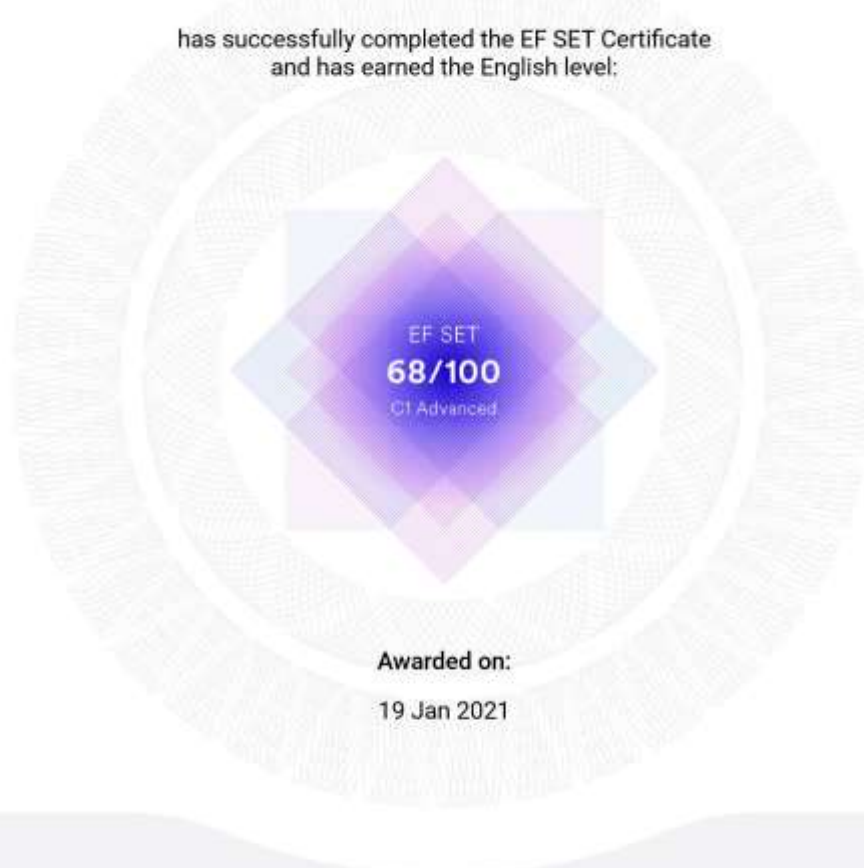 has successfully completed the EF SET Certificate
and has earned the English level:
EF SET
68/100
C1 Advanced
Awarded on:
19 Jan 2021